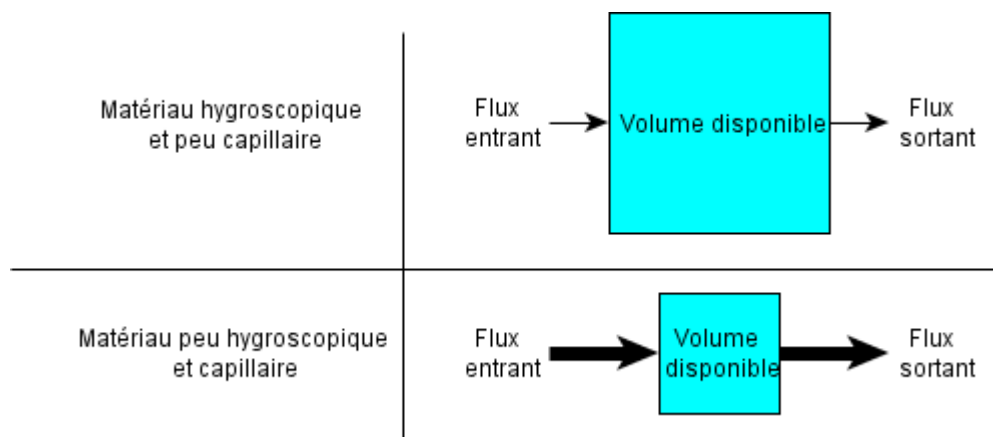 Matériau hygroscopique
et peu capillaire
Flux
entrant
Volume disponible
Flux
sortant
Matériau peu hygroscopique
et capillaire
Flux
entrant
Volume
disponible
Flux
sortant